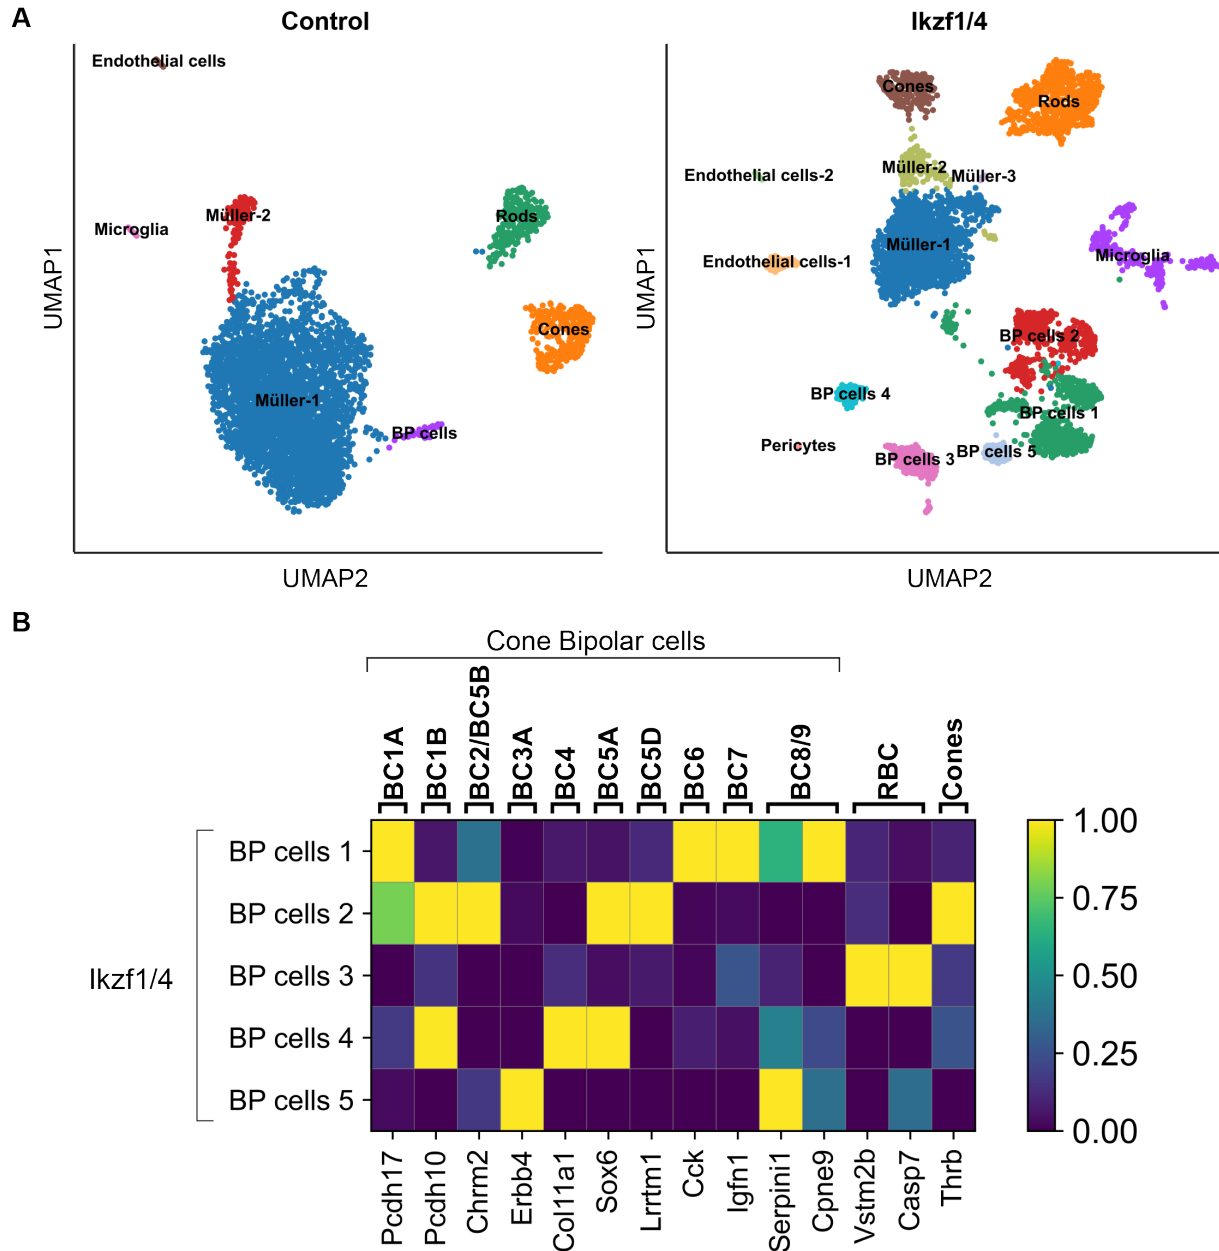 A
Control
Ikzf1/4
Endothelial cells
Müller-2
Microglia
Rods
Cones
Müller-1
BP cells
UMAP1
UMAP2
Cones
Rods
Müller-2
Müller-3
Endothelial cells-2
Müller-1
Endothelial cells-1
Microglia
BP cells 2
BP cells 4
BP cells 1
Pericytes
BP cells 3
BP cells 5
UMAP1
UMAP2
B
Cone Bipolar cells
BC1A
BC1B
BC2/BC5B
BC3A
BC4
BC5A
BC5D
BC6
BC7
BC8/9
RBC
Cones
Ikzf1/4
BP cells 1
BP cells 2
BP cells 3
BP cells 4
BP cells 5
1.00
0.75
0.50
0.25
0.00
Pcdh17
Pcdh10
Chrm2
Erbb4
Col11a1
Sox6
Lrrtm1
Cck
Igfn1
Serpini1
Cpne9
Vstm2b
Casp7
Thrb